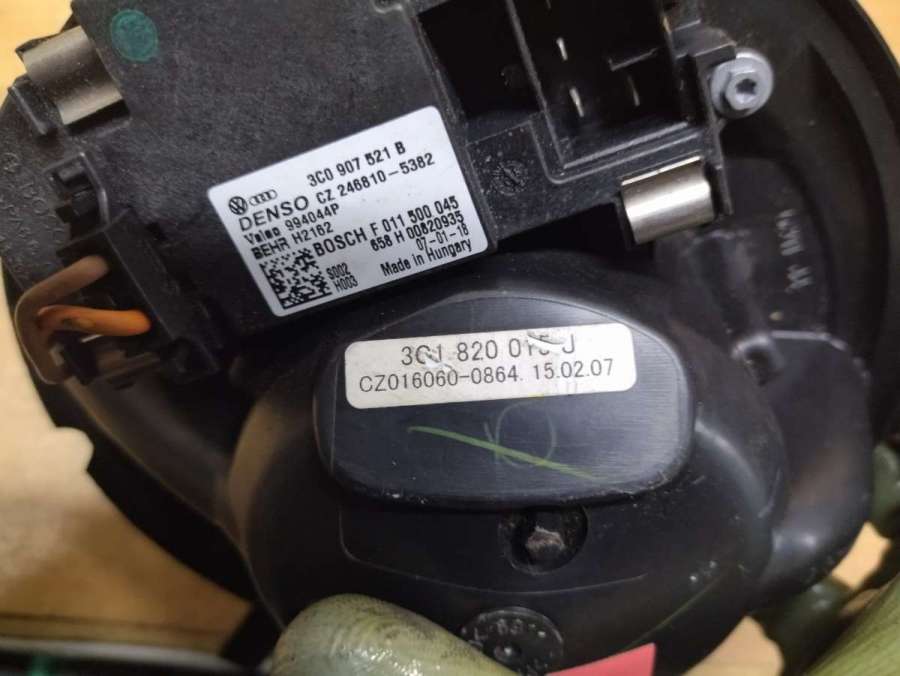 3C0 907 521 B
DENSO CZ 246810-5382
Valeo 994044P
BEHR H2162
BOSCH F 011 500 045
658 H 00820935
07-01-18
S002
H003
Made in Hungary
820
CZ016060-0864. 15.02.07